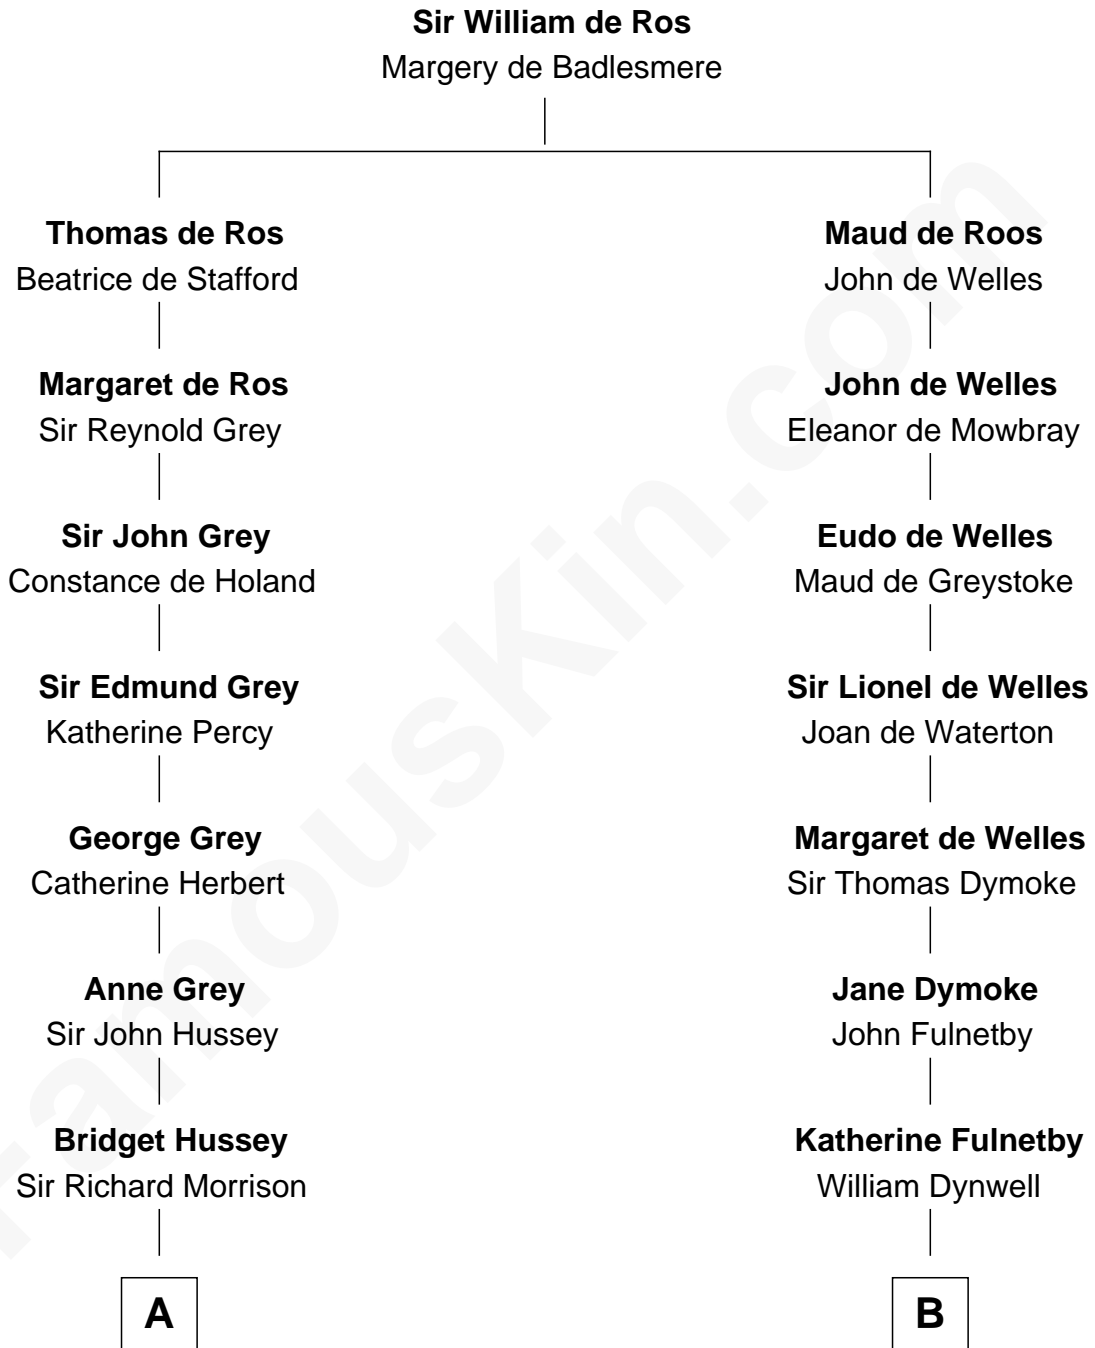 Sir William de Ros
Margery de Badlesmere
Thomas de Ros
Beatrice de Stafford
Margaret de Ros
Sir Reynold Grey
Sir John Grey
Constance de Holand
Sir Edmund Grey
Katherine Percy
George Grey
Catherine Herbert
Anne Grey
Sir John Hussey
Bridget Hussey
Sir Richard Morrison
A
Maud de Roos
John de Welles
John de Welles
Eleanor de Mowbray
Eudo de Welles
Maud de Greystoke
Sir Lionel de Welles
Joan de Waterton
Margaret de Welles
Sir Thomas Dymoke
Jane Dymoke
John Fulnetby
Katherine Fulnetby
William Dynwell
B
FamousKin.com